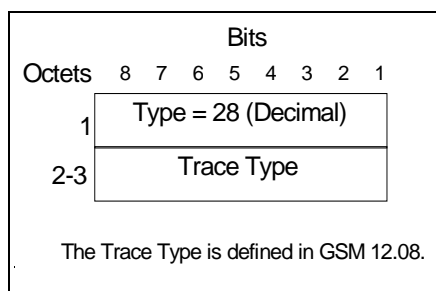 Bits
Octets 8 7 6 5 4 3 2 1
1 Type = 28 (Decimal)
2-3 Trace Type
The Trace Type is defined in GSM 12.08.
.